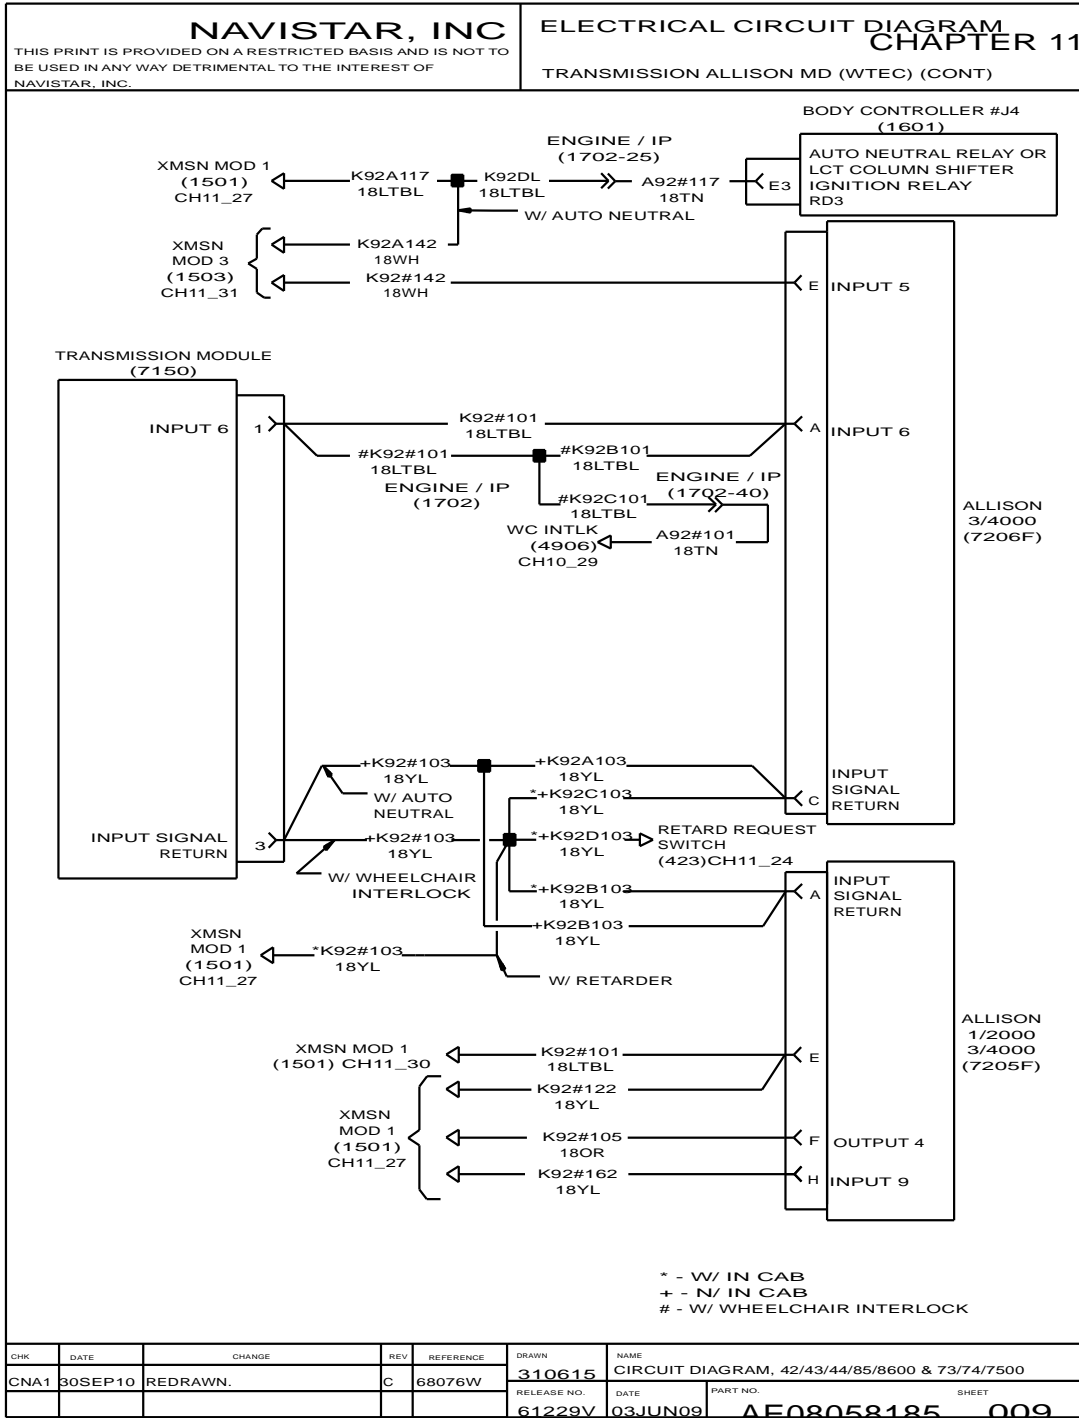 NAVISTAR, INC
THIS PRINT IS PROVIDED ON A RESTRICTED BASIS AND IS NOT TO
BE USED IN ANY WAY DETRIMENTAL TO THE INTEREST OF
NAVISTAR, INC.
ELECTRICAL CIRCUIT DIAGRAM
CHAPTER 11
TRANSMISSION ALLISON MD (WTEC) (CONT)
BODY CONTROLLER #J4
(1601)
AUTO NEUTRAL RELAY OR
LCT COLUMN SHIFTER
IGNITION RELAY
RD3
E3
ENGINE / IP
(1702-25)
XMSN MOD 1
(1501)
CH11_27
K92A117
18LTBL
K92DL
18LTBL
A92#117
18TN
W/ AUTO NEUTRAL
XMSN
MOD 3
(1503)
CH11_31
K92A142
18WH
K92#142
18WH
E INPUT 5
TRANSMISSION MODULE
(7150)
INPUT 6 1
K92#101
18LTBL
A INPUT 6
#K92#101
18LTBL
#K92B101
18LTBL
ENGINE / IP
(1702)
ENGINE / IP
(1702-40)
#K92C101
18LTBL
WC INTLK
(4906)
CH10_29
A92#101
18TN
ALLISON
3/4000
(7206F)
+K92#103
18YL
+K92A103
18YL
W/ AUTO
NEUTRAL
*+K92C103
18YL
C
INPUT
SIGNAL
RETURN
INPUT SIGNAL
RETURN
3
+K92#103
18YL
*+K92D103
18YL
RETARD REQUEST
SWITCH
(423)CH11_24
W/ WHEELCHAIR
INTERLOCK
*+K92B103
18YL
A
INPUT
SIGNAL
RETURN
+K92B103
18YL
XMSN
MOD 1
(1501)
CH11_27
*K92#103
18YL
W/ RETARDER
ALLISON
1/2000
3/4000
(7205F)
XMSN MOD 1
(1501) CH11_30
K92#101
18LTBL
E
K92#122
18YL
XMSN
MOD 1
(1501)
CH11_27
K92#105
18OR
F OUTPUT 4
K92#162
18YL
H INPUT 9
* - W/ IN CAB
+ - N/ IN CAB
# - W/ WHEELCHAIR INTERLOCK
CHK DATE CHANGE REV REFERENCE
CNA1 30SEP10 REDRAWN. C 68076W
DRAWN
310615
NAME
CIRCUIT DIAGRAM, 42/43/44/85/8600 & 73/74/7500
RELEASE NO.
61229V
DATE
03JUN09
PART NO.
AE08058185
SHEET
009